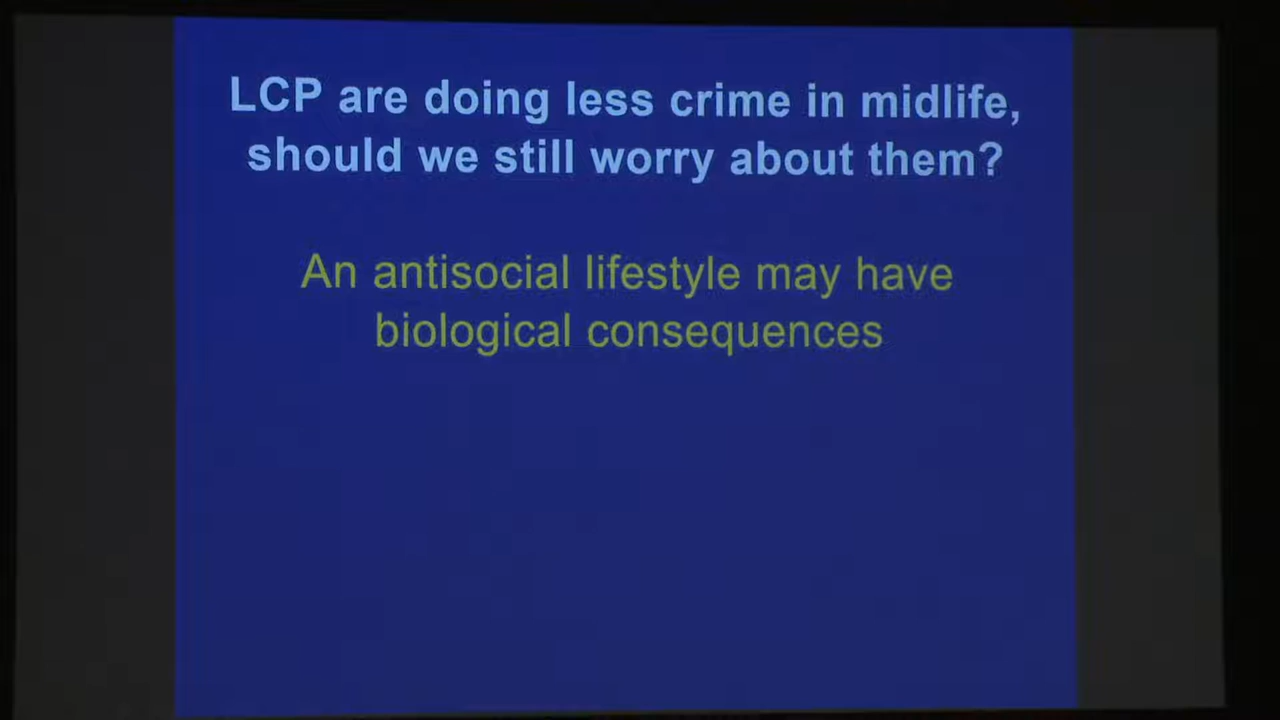 LCP are doing less crime in midlife,
should we still worry about them?
An antisocial lifestyle may have
biological consequences